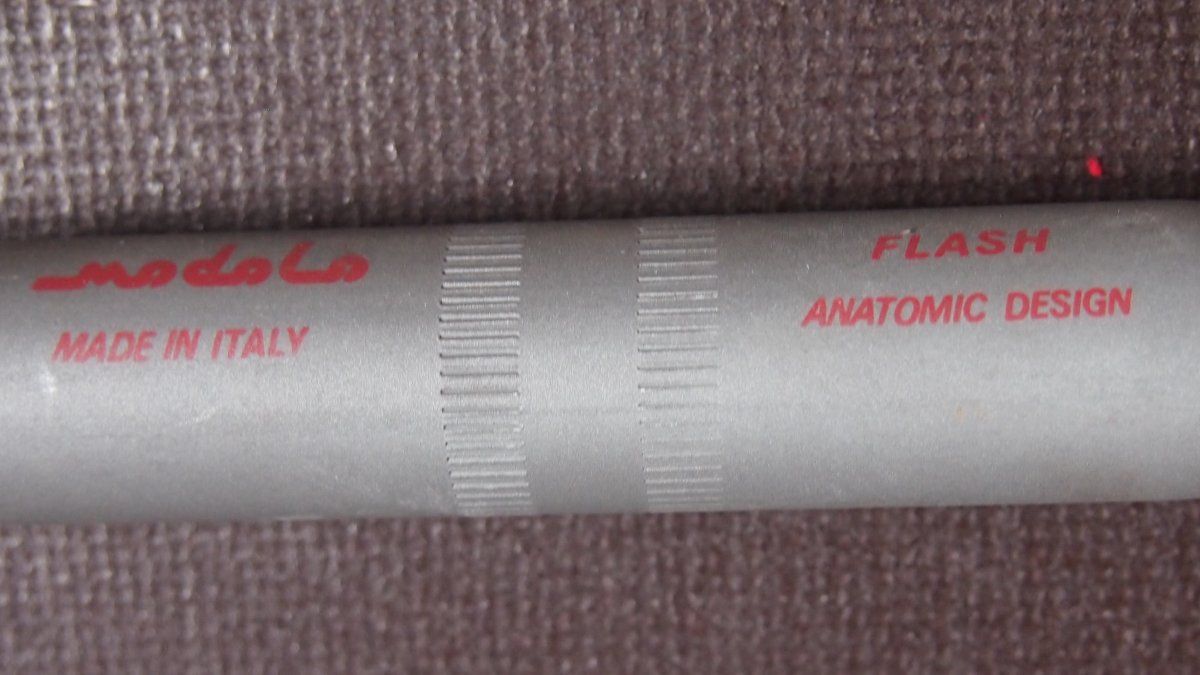 modolo
MADE IN ITALY
FLASH
ANATOMIC DESIGN